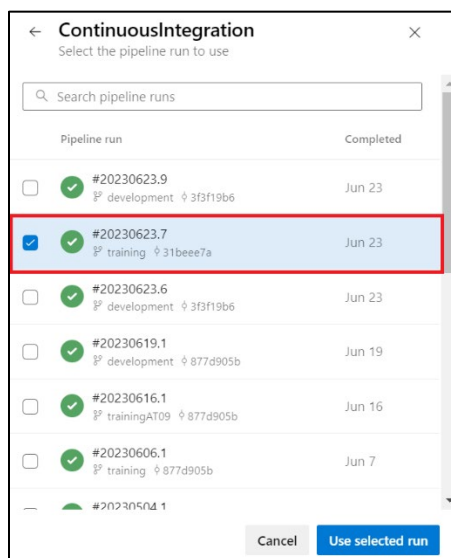 ContinuousIntegration
Select the pipeline run to use
Search pipeline runs
Pipeline run Completed
#20230623.9
development 3f3f19b6 Jun 23
#20230623.7
training 31beee7a Jun 23
#20230623.6
development 3f3f19b6 Jun 23
#20230619.1
development 877d905b Jun 19
#20230616.1
trainingAT09 877d905b Jun 16
#20230606.1
training 877d905b Jun 7
#20230504.1
Cancel Use selected run